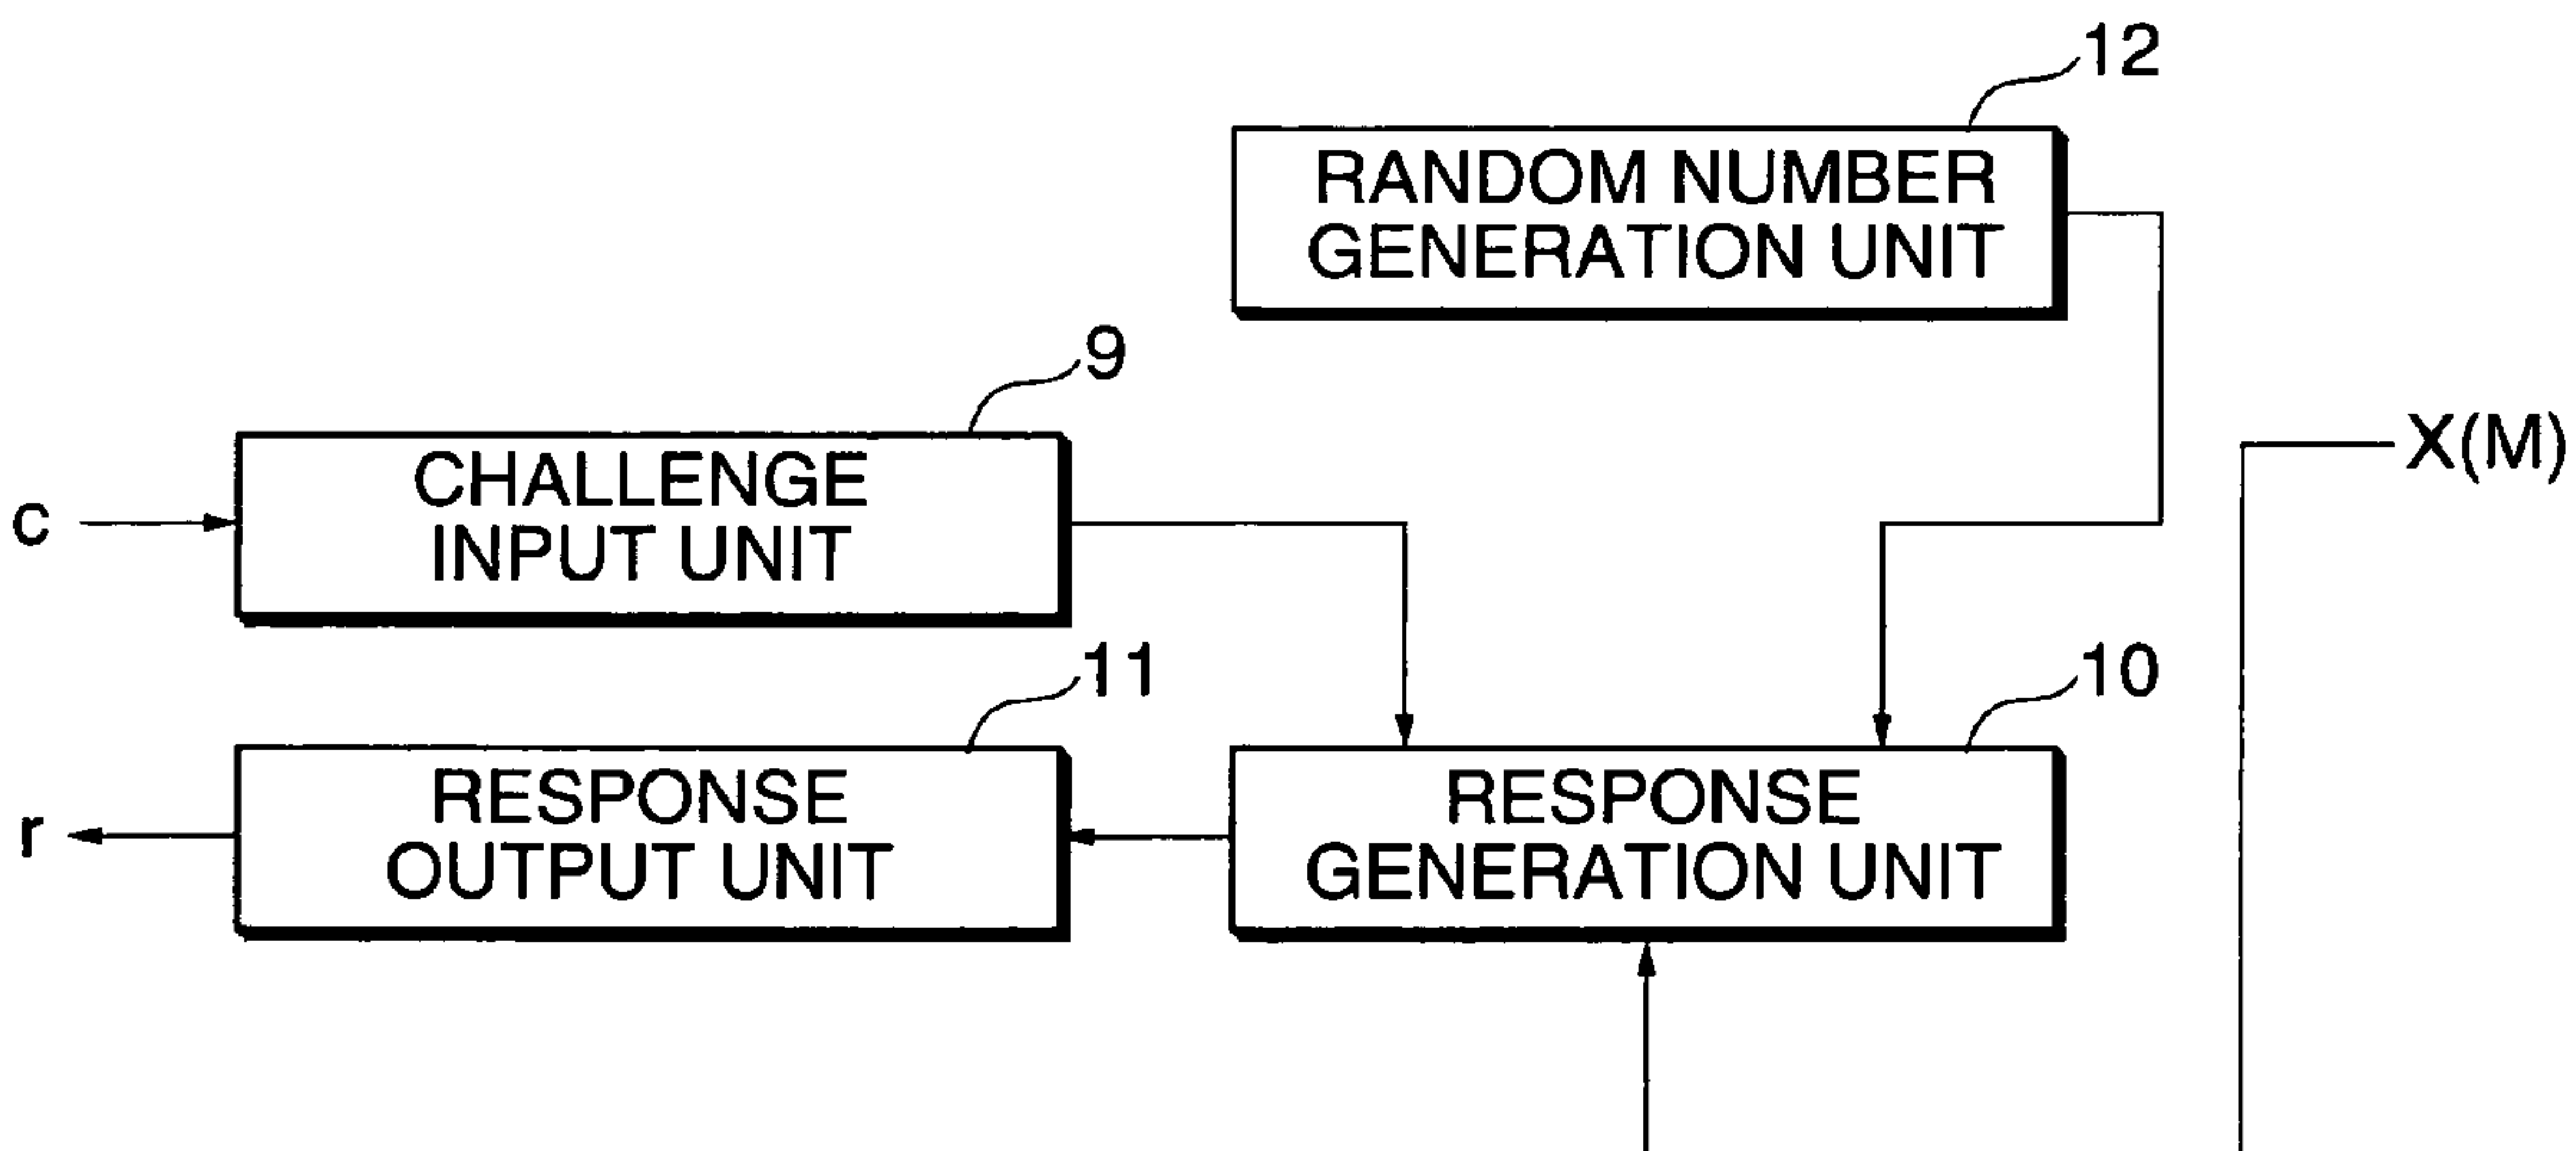 12
RANDOM NUMBER
GENERATION UNIT
9
CHALLENGE
INPUT UNIT
c
X(M)
11
RESPONSE
OUTPUT UNIT
r
10
RESPONSE
GENERATION UNIT